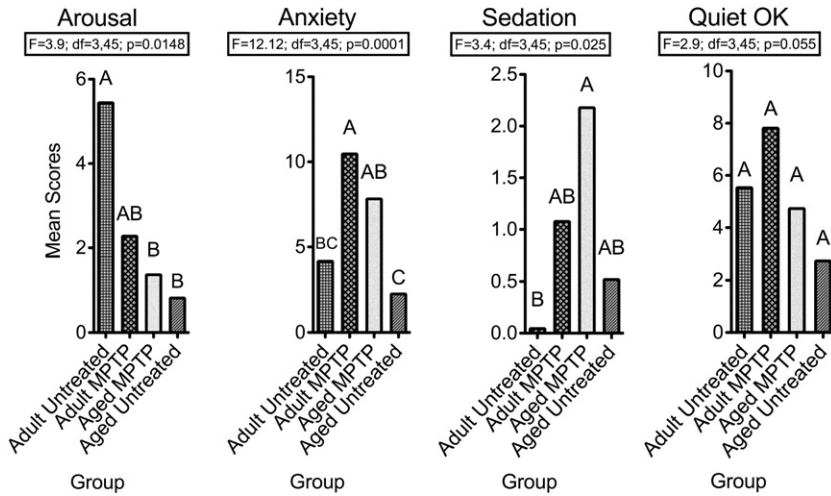 Arousal
F=3.9; df=3,45; p=0.0148
Mean Scores
6
4
2
0
A
AB
B
B
Adult Untreated
Adult MPTP
Aged MPTP
Aged Untreated
Group
Anxiety
F=12.12; df=3,45; p=0.0001
15
10
5
0
BC
A
AB
C
Adult Untreated
Adult MPTP
Aged MPTP
Aged Untreated
Group
Sedation
F=3.4; df=3,45; p=0.025
2.5
2.0
1.5
1.0
0.5
0.0
B
AB
A
AB
Adult Untreated
Adult MPTP
Aged MPTP
Aged Untreated
Group
Quiet OK
F=2.9; df=3,45; p=0.055
10
8
6
4
2
0
A
A
A
A
Adult Untreated
Adult MPTP
Aged MPTP
Aged Untreated
Group